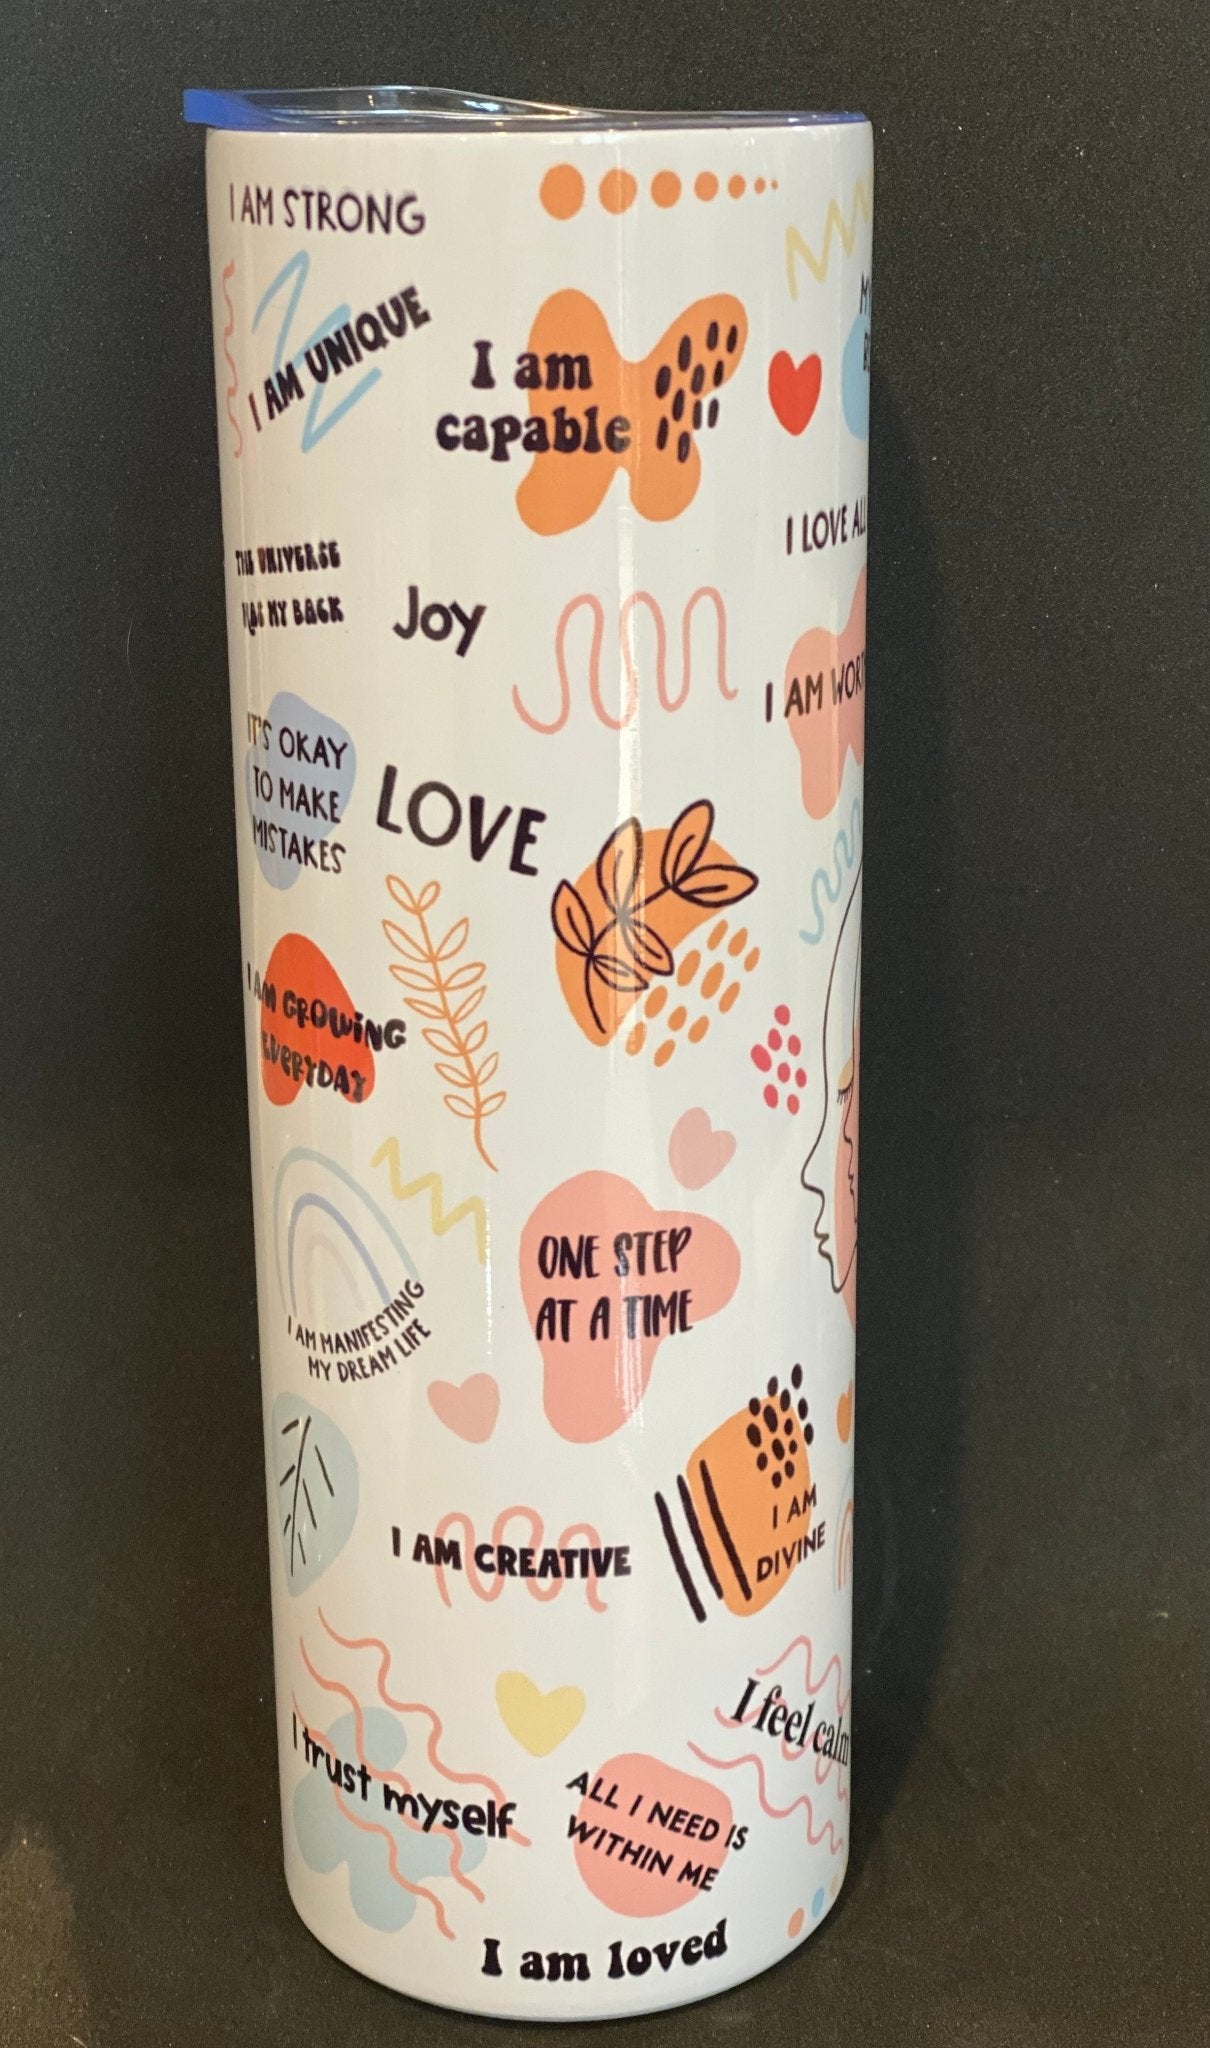 I AM STRONG
I AM UNIQUE
I am
capable
I LOVE ALL
THE UNIVERSE
HAS MY BACK
Joy
I AM
IT'S OKAY
TO MAKE
MISTAKES
LOVE
I AM GROWING
EVERYDAY
ONE STEP
AT A TIME
I AM MANIFESTING
MY DREAM LIFE
I AM
DIVINE
I AM CREATIVE
I feel calm
I trust myself
ALL I NEED IS
WITHIN ME
I am loved